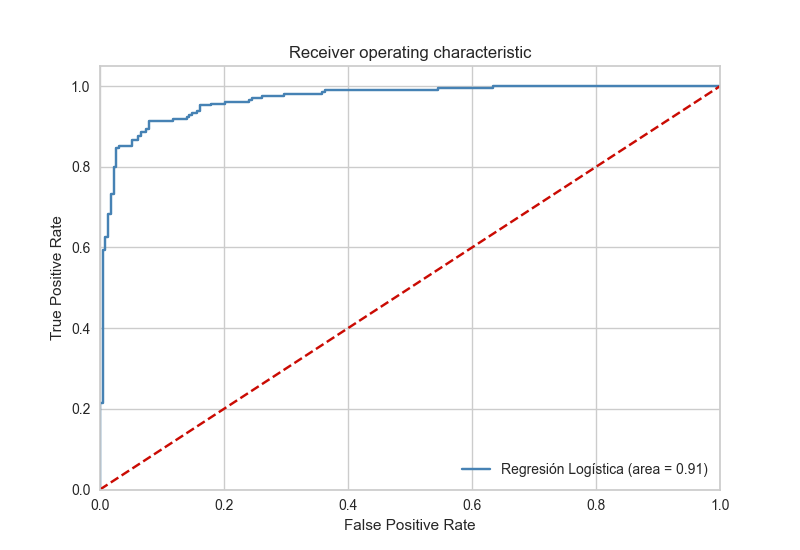 Receiver operating characteristic
1.0
0.8
0.6
0.4
0.2
0.0
True Positive Rate
Regresión Logística (area = 0.91)
0.0 0.2 0.4 0.6 0.8 1.0
False Positive Rate